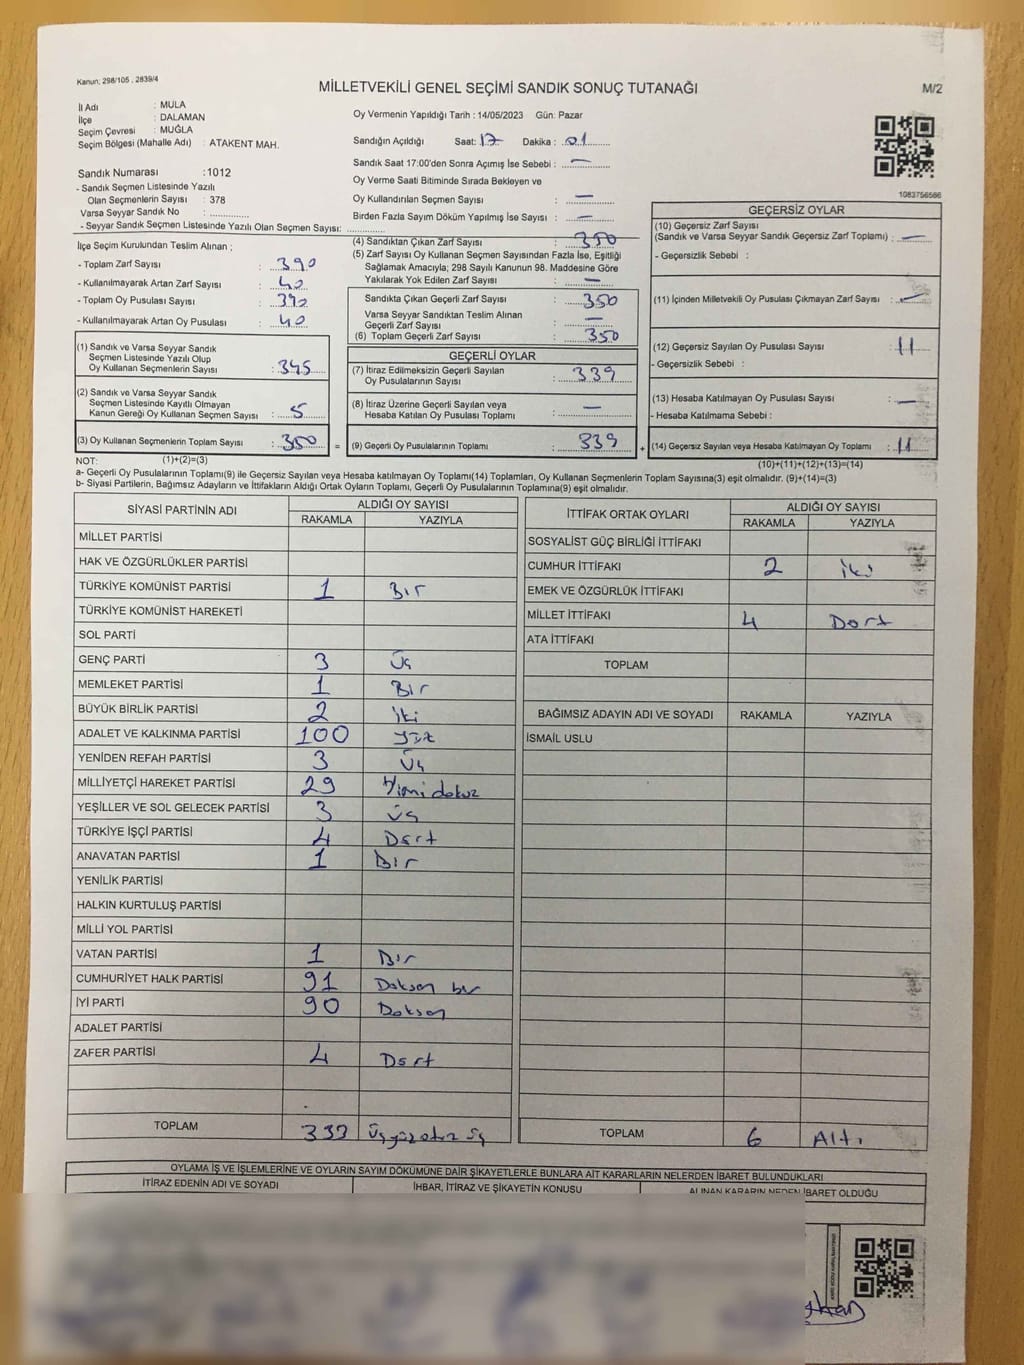 Kanun: 298/105 , 2839/4
MİLLETVEKİLİ GENEL SEÇİMİ SANDIK SONUÇ TUTANAĞI
M/2
İl Adı : MULA
İlçe : DALAMAN
Seçim Çevresi : MUĞLA
Seçim Bölgesi (Mahalle Adı) : ATAKENT MAH.
Oy Vermenin Yapıldığı Tarih : 14/05/2023 Gün: Pazar
Sandığın Açıldığı Saat: 17 Dakika : 01
Sandık Saat 17:00'den Sonra Açımış İse Sebebi : —
Oy Verme Saati Bitiminde Sırada Bekleyen ve
Oy Kullandırılan Seçmen Sayısı : —
Birden Fazla Sayım Döküm Yapılmış İse Sayısı : —
1083756566
Sandık Numarası :1012
- Sandık Seçmen Listesinde Yazılı
Olan Seçmenlerin Sayısı : 378
Varsa Seyyar Sandık No :
- Seyyar Sandık Seçmen Listesinde Yazılı Olan Seçmen Sayısı:
İlçe Seçim Kurulundan Teslim Alınan ;
- Toplam Zarf Sayısı : 390
- Kullanılmayarak Artan Zarf Sayısı : 40
- Toplam Oy Pusulası Sayısı : 390
- Kullanılmayarak Artan Oy Pusulası : 40
(1) Sandık ve Varsa Seyyar Sandık
Seçmen Listesinde Yazılı Olup
Oy Kullanan Seçmenlerin Sayısı : 345
(2) Sandık ve Varsa Seyyar Sandık
Seçmen Listesinde Kayıtlı Olmayan
Kanun Gereği Oy Kullanan Seçmen Sayısı : 5
(3) Oy Kullanan Seçmenlerin Toplam Sayısı : 350
(4) Sandıktan Çıkan Zarf Sayısı : 350
(5) Zarf Sayısı Oy Kullanan Seçmen Sayısından Fazla İse, Eşitliği
Sağlamak Amacıyla; 298 Sayılı Kanunun 98. Maddesine Göre
Yakılarak Yok Edilen Zarf Sayısı : —
Sandıkta Çıkan Geçerli Zarf Sayısı : 350
Varsa Seyyar Sandıktan Teslim Alınan
Geçerli Zarf Sayısı : —
(6) Toplam Geçerli Zarf Sayısı : 350
GEÇERLİ OYLAR
(7) İtiraz Edilmeksizin Geçerli Sayılan
Oy Pusulalarının Sayısı : 339
(8) İtiraz Üzerine Geçerli Sayılan veya
Hesaba Katılan Oy Pusulası Toplamı : —
= (9) Geçerli Oy Pusulalarının Toplamı : 339
GEÇERSİZ OYLAR
(10) Geçersiz Zarf Sayısı
(Sandık ve Varsa Seyyar Sandık Geçersiz Zarf Toplamı) : —
- Geçersizlik Sebebi :
(11) İçinden Milletvekili Oy Pusulası Çıkmayan Zarf Sayısı : —
(12) Geçersiz Sayılan Oy Pusulası Sayısı : 11
- Geçersizlik Sebebi :
(13) Hesaba Katılmayan Oy Pusulası Sayısı : —
- Hesaba Katılmama Sebebi :
+ (14) Geçersiz Sayılan veya Hesaba Katılmayan Oy Toplamı : 11
NOT: (1)+(2)=(3)
(10)+(11)+(12)+(13)=(14)
a- Geçerli Oy Pusulalarının Toplamı(9) ile Geçersiz Sayılan veya Hesaba katılmayan Oy Toplamı(14) Toplamları, Oy Kullanan Seçmenlerin Toplam Sayısına(3) eşit olmalıdır. (9)+(14)=(3)
b- Siyasi Partilerin, Bağımsız Adayların ve İttifakların Aldığı Ortak Oyların Toplamı, Geçerli Oy Pusulalarının Toplamına(9) eşit olmalıdır.
SİYASİ PARTİNİN ADI
ALDIĞI OY SAYISI
RAKAMLA YAZIYLA
MİLLET PARTİSİ
HAK VE ÖZGÜRLÜKLER PARTİSİ
TÜRKİYE KOMÜNİST PARTİSİ 1 Bir
TÜRKİYE KOMÜNİST HAREKETİ
SOL PARTİ
GENÇ PARTİ 3 Üç
MEMLEKET PARTİSİ 1 Bir
BÜYÜK BİRLİK PARTİSİ 2 İki
ADALET VE KALKINMA PARTİSİ 100 yüz
YENİDEN REFAH PARTİSİ 3 Üç
MİLLİYETÇİ HAREKET PARTİSİ 29 Yirmi dokuz
YEŞİLLER VE SOL GELECEK PARTİSİ 3 Üç
TÜRKİYE İŞÇİ PARTİSİ 4 Dört
ANAVATAN PARTİSİ 1 Bir
YENİLİK PARTİSİ
HALKIN KURTULUŞ PARTİSİ
MİLLİ YOL PARTİSİ
VATAN PARTİSİ 1 Bir
CUMHURİYET HALK PARTİSİ 91 Doksan bir
İYİ PARTİ 90 Doksan
ADALET PARTİSİ
ZAFER PARTİSİ 4 Dört
TOPLAM 333 Üçyüz otuz üç
İTTİFAK ORTAK OYLARI
ALDIĞI OY SAYISI
RAKAMLA YAZIYLA
SOSYALİST GÜÇ BİRLİĞİ İTTİFAKI
CUMHUR İTTİFAKI 2 İki
EMEK VE ÖZGÜRLÜK İTTİFAKI
MİLLET İTTİFAKI 4 Dört
ATA İTTİFAKI
TOPLAM
BAĞIMSIZ ADAYIN ADI VE SOYADI RAKAMLA YAZIYLA
İSMAİL USLU
TOPLAM 6 Altı
OYLAMA İŞ VE İŞLEMLERİNE VE OYLARIN SAYIM DÖKÜMÜNE DAİR ŞİKAYETLERLE BUNLARA AİT KARARLARIN NELERDEN İBARET BULUNDUKLARI
İTİRAZ EDENİN ADI VE SOYADI
İHBAR, İTİRAZ VE ŞİKAYETİN KONUSU
ALINAN KARARIN NEDEN İBARET OLDUĞU